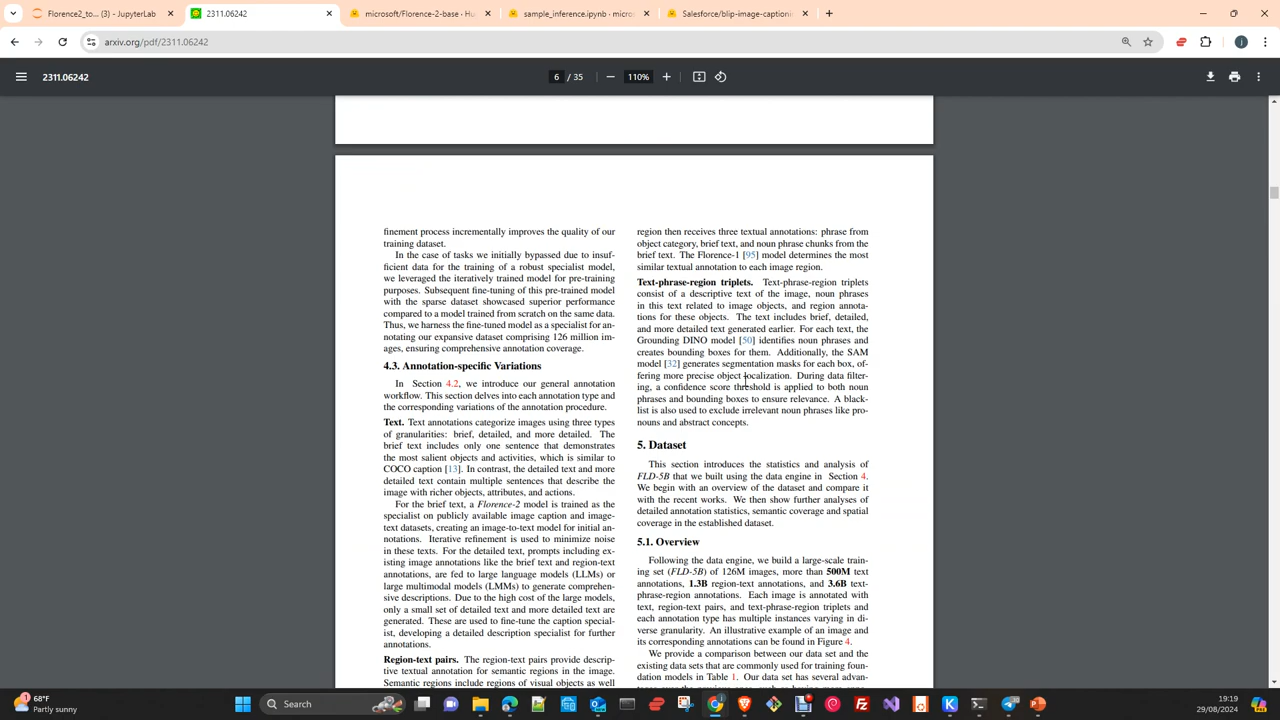 Florence2_to... (3) - JupyterLab
2311.06242
microsoft/Florence-2-base · Hu
sample_inference.ipynb · micros
Salesforce/blip-image-captionin
arxiv.org/pdf/2311.06242
i
2311.06242
6 / 35
110%
finement process incrementally improves the quality of our
training dataset.
In the case of tasks we initially bypassed due to insuf-
ficient data for the training of a robust specialist model,
we leveraged the iteratively trained model for pre-training
purposes. Subsequent fine-tuning of this pre-trained model
with the sparse dataset showcased superior performance
compared to a model trained from scratch on the same data.
Thus, we harness the fine-tuned model as a specialist for an-
notating our expansive dataset comprising 126 million im-
ages, ensuring comprehensive annotation coverage.
4.3. Annotation-specific Variations
In Section 4.2, we introduce our general annotation
workflow. This section delves into each annotation type and
the corresponding variations of the annotation procedure.
Text. Text annotations categorize images using three types
of granularities: brief, detailed, and more detailed. The
brief text includes only one sentence that demonstrates
the most salient objects and activities, which is similar to
COCO caption [13]. In contrast, the detailed text and more
detailed text contain multiple sentences that describe the
image with richer objects, attributes, and actions.
For the brief text, a Florence-2 model is trained as the
specialist on publicly available image caption and image-
text datasets, creating an image-to-text model for initial an-
notations. Iterative refinement is used to minimize noise
in these texts. For the detailed text, prompts including ex-
isting image annotations like the brief text and region-text
annotations, are fed to large language models (LLMs) or
large multimodal models (LMMs) to generate comprehen-
sive descriptions. Due to the high cost of the large models,
only a small set of detailed text and more detailed text are
generated. These are used to fine-tune the caption special-
ist, developing a detailed description specialist for further
annotations.
Region-text pairs. The region-text pairs provide descrip-
tive textual annotation for semantic regions in the image.
Semantic regions include regions of visual objects as well
region then receives three textual annotations: phrase from
object category, brief text, and noun phrase chunks from the
brief text. The Florence-1 [95] model determines the most
similar textual annotation to each image region.
Text-phrase-region triplets. Text-phrase-region triplets
consist of a descriptive text of the image, noun phrases
in this text related to image objects, and region annota-
tions for these objects. The text includes brief, detailed,
and more detailed text generated earlier. For each text, the
Grounding DINO model [50] identifies noun phrases and
creates bounding boxes for them. Additionally, the SAM
model [32] generates segmentation masks for each box, of-
fering more precise object localization. During data filter-
ing, a confidence score threshold is applied to both noun
phrases and bounding boxes to ensure relevance. A black-
list is also used to exclude irrelevant noun phrases like pro-
nouns and abstract concepts.
5. Dataset
This section introduces the statistics and analysis of
FLD-5B that we built using the data engine in Section 4.
We begin with an overview of the dataset and compare it
with the recent works. We then show further analyses of
detailed annotation statistics, semantic coverage and spatial
coverage in the established dataset.
5.1. Overview
Following the data engine, we build a large-scale train-
ing set (FLD-5B) of 126M images, more than 500M text
annotations, 1.3B region-text annotations, and 3.6B text-
phrase-region annotations. Each image is annotated with
text, region-text pairs, and text-phrase-region triplets and
each annotation type has multiple instances varying in di-
verse granularity. An illustrative example of an image and
its corresponding annotations can be found in Figure 4.
We provide a comparison between our data set and the
existing data sets that are commonly used for training foun-
dation models in Table 1. Our data set has several advan-
68°F
Partly sunny
Search
19:19
29/08/2024